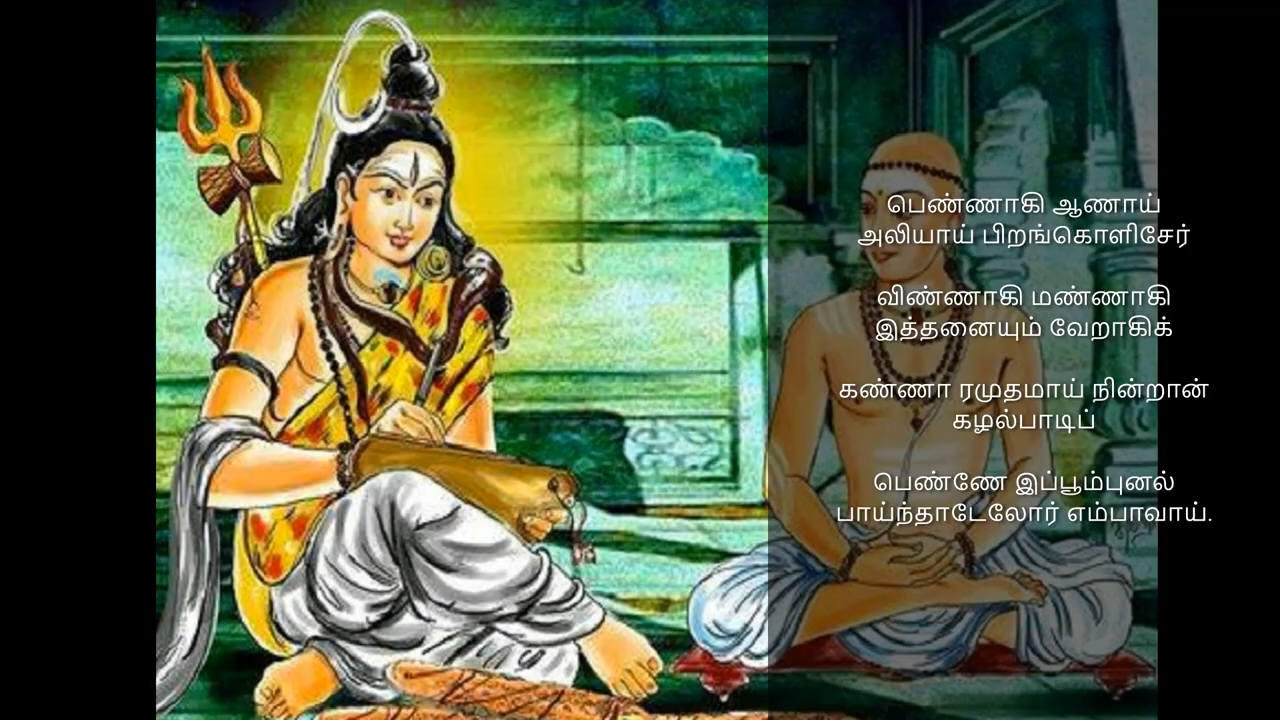 பெண்ணாகி ஆணாய்
அலியாய் பிறங்கொளிசேர்
விண்ணாகி மண்ணாகி
இத்தனையும் வேறாகிக்
கண்ணா ரமுதமாய் நின்றான்
கழல்பாடிப்
பெண்ணே இப்பூம்புனல்
பாய்ந்தாடேலோர் எம்பாவாய்.